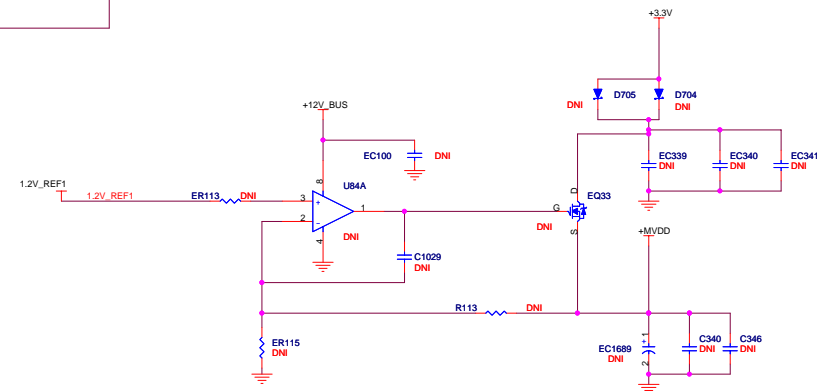 +3.3V
D705
D704
DNI
DNI
+12V_BUS
EC100
DNI
EC339
DNI
EC340
DNI
EC341
DNI
1.2V_REF1
1.2V_REF1
ER113
DNI
8
U84A
3
+
2
-
1
4
DNI
D
EQ33
G
S
DNI
+MVDD
C1029
DNI
R113
DNI
ER115
DNI
1
+
EC1689
DNI
2
C340
DNI
C346
DNI